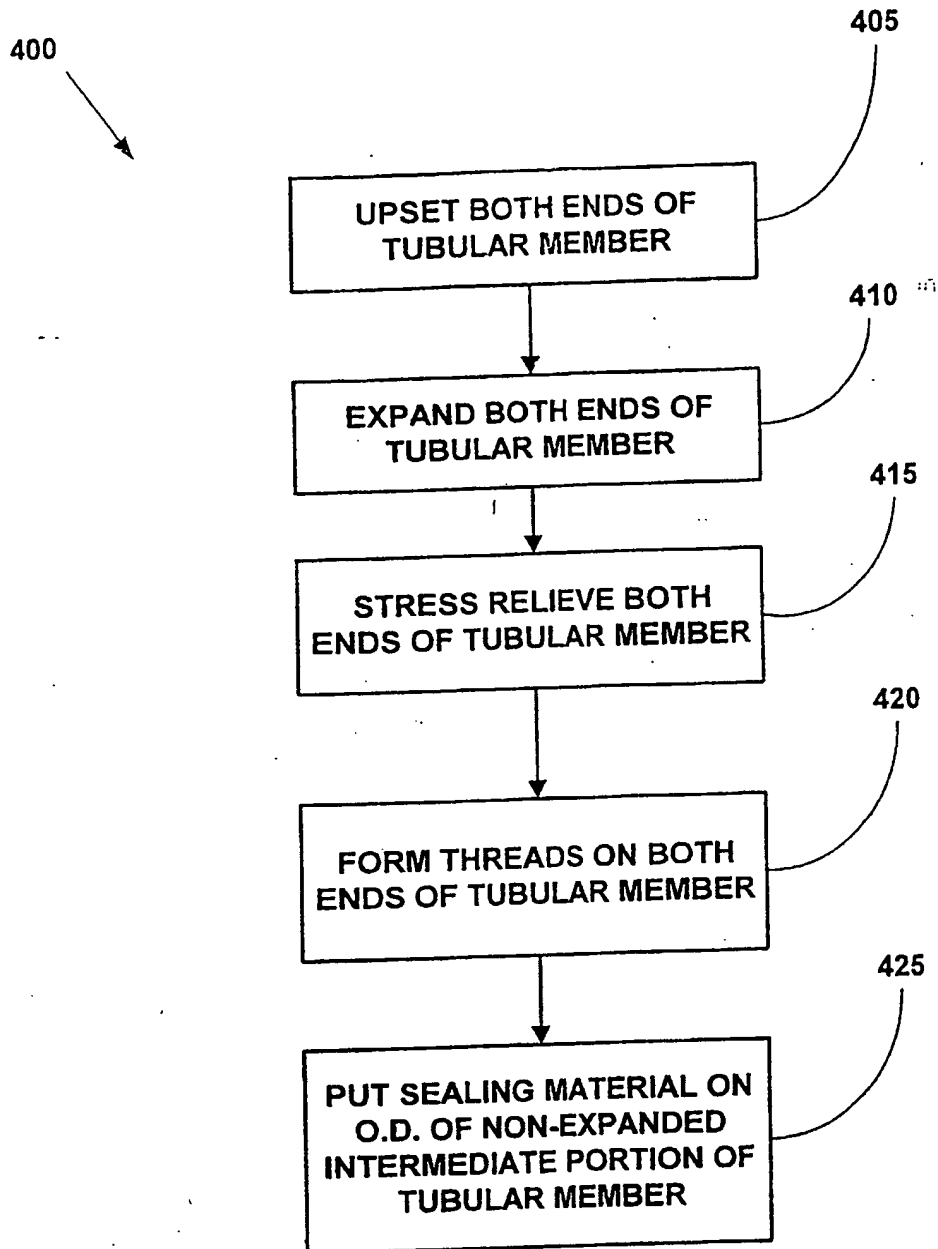 400
405
UPSET BOTH ENDS OF
TUBULAR MEMBER
410
EXPAND BOTH ENDS OF
TUBULAR MEMBER
415
STRESS RELIEVE BOTH
ENDS OF TUBULAR MEMBER
420
FORM THREADS ON BOTH
ENDS OF TUBULAR MEMBER
425
PUT SEALING MATERIAL ON
O.D. OF NON-EXPANDED
INTERMEDIATE PORTION OF
TUBULAR MEMBER